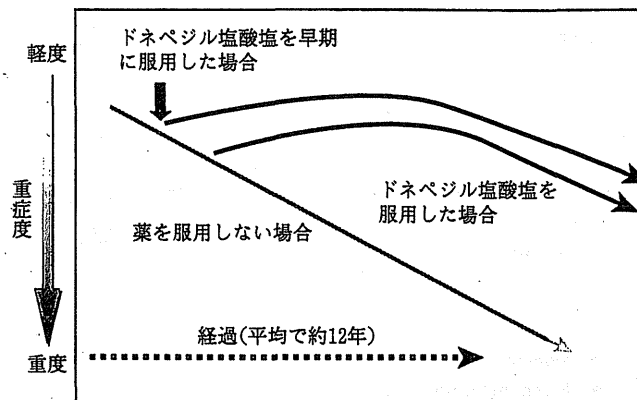 ドネペジル塩酸塩を早期
に服用した場合
軽度
重症度
ドネペジル塩酸塩を
服用した場合
薬を服用しない場合
経過(平均で約12年)
重度